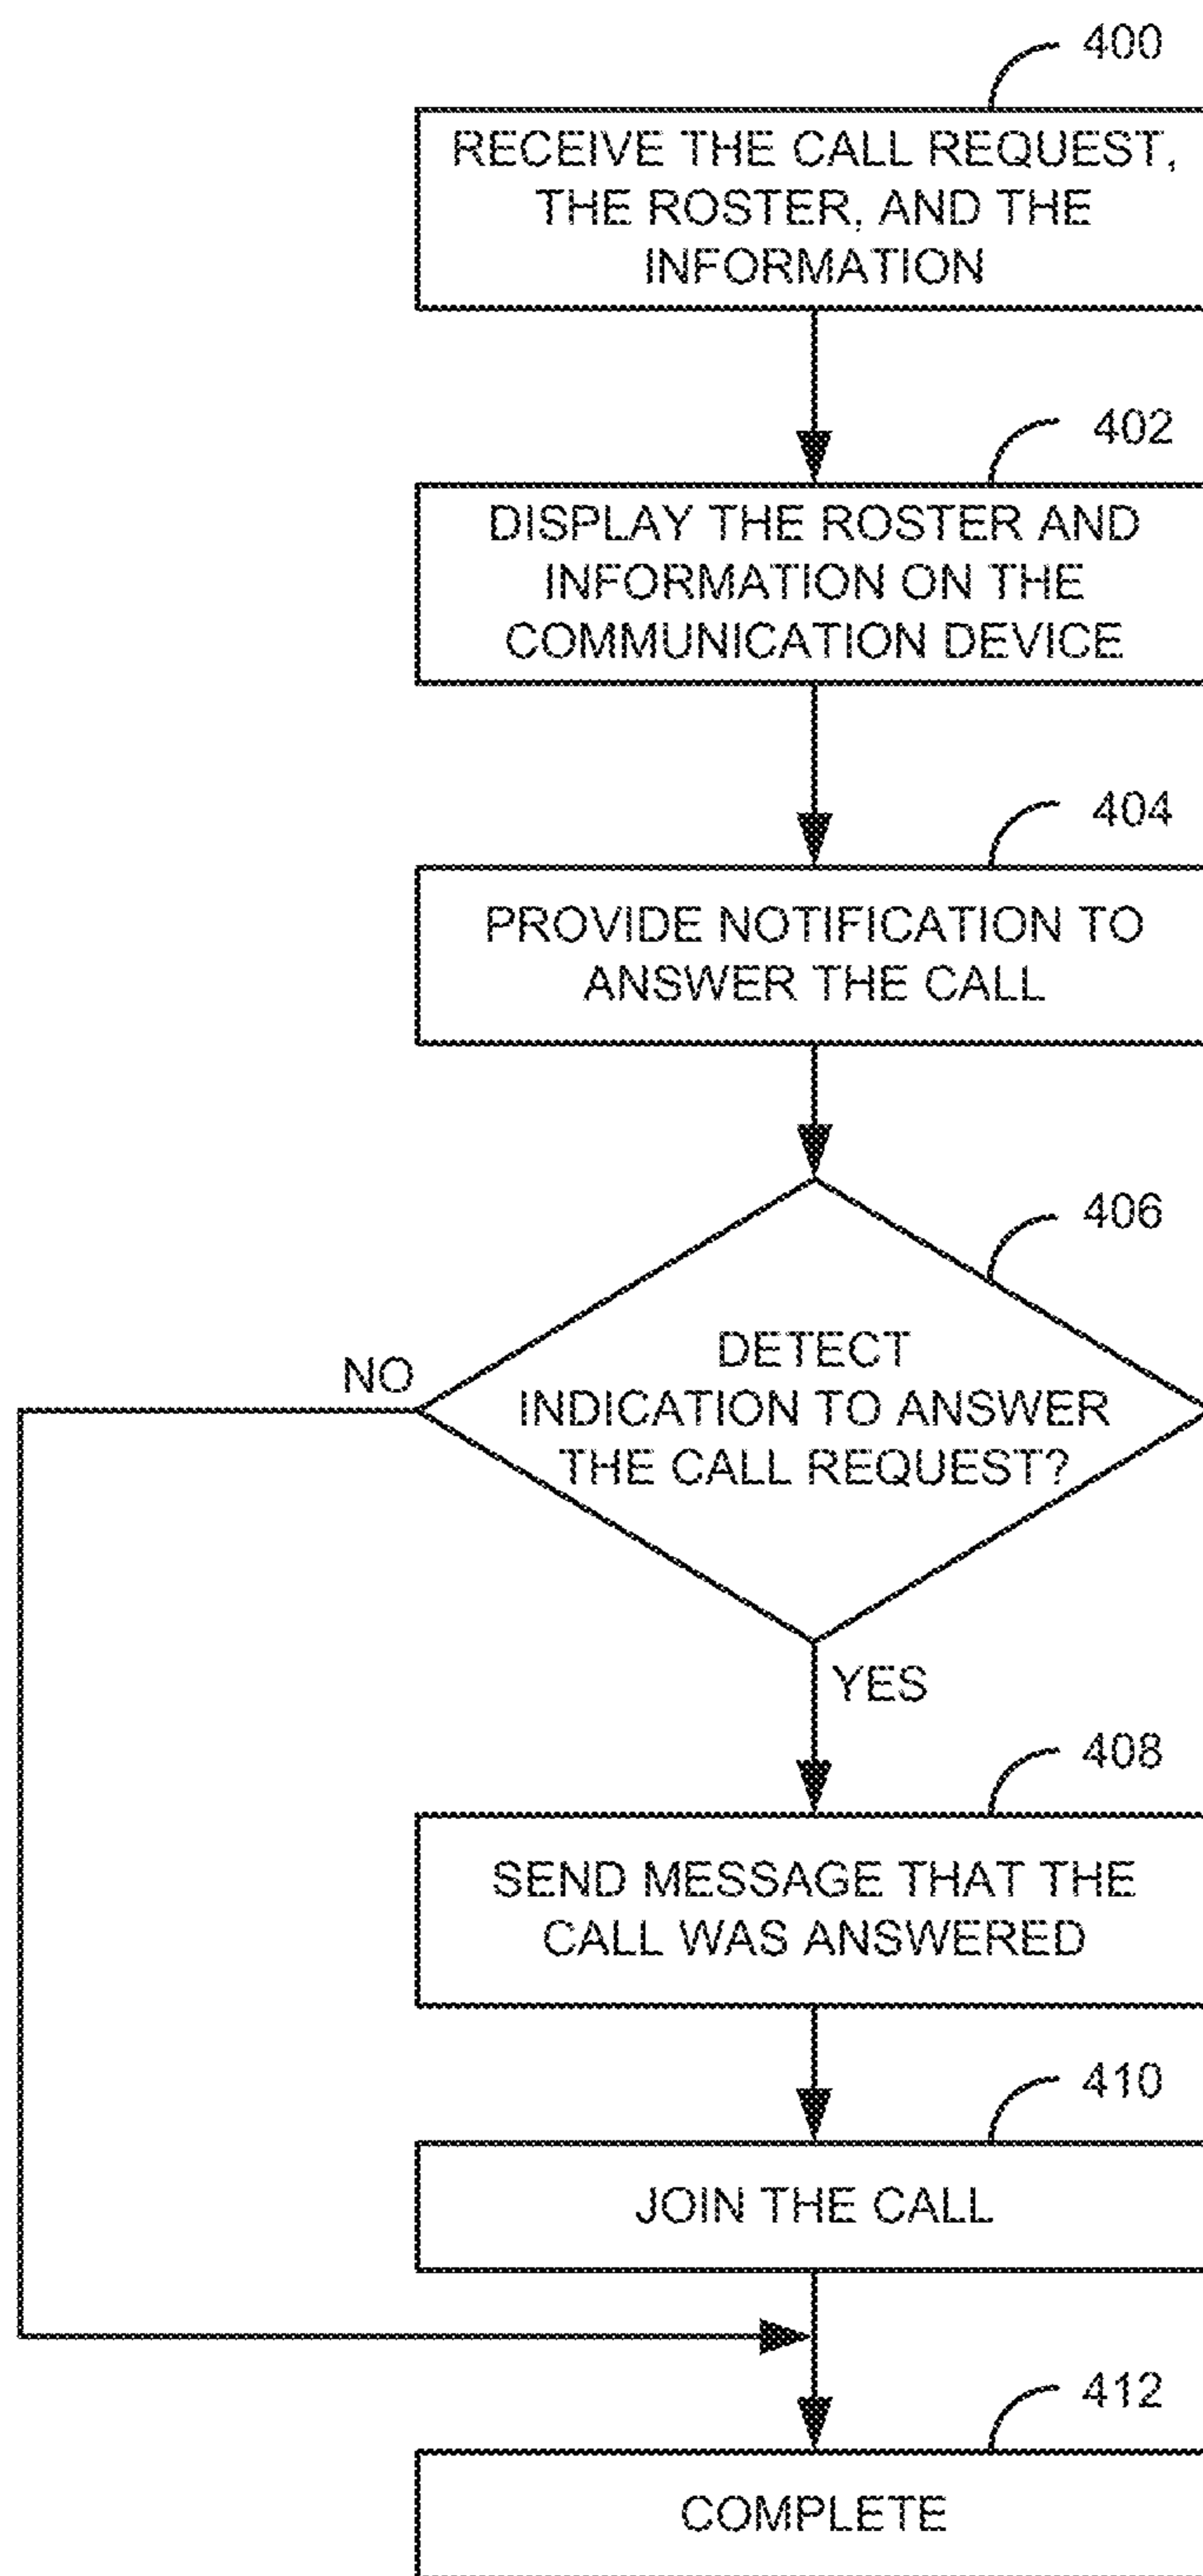 400
RECEIVE THE CALL REQUEST,
THE ROSTER, AND THE
INFORMATION
402
DISPLAY THE ROSTER AND
INFORMATION ON THE
COMMUNICATION DEVICE
404
PROVIDE NOTIFICATION TO
ANSWER THE CALL
406
DETECT
INDICATION TO ANSWER
THE CALL REQUEST?
NO
YES
408
SEND MESSAGE THAT THE
CALL WAS ANSWERED
410
JOIN THE CALL
412
COMPLETE